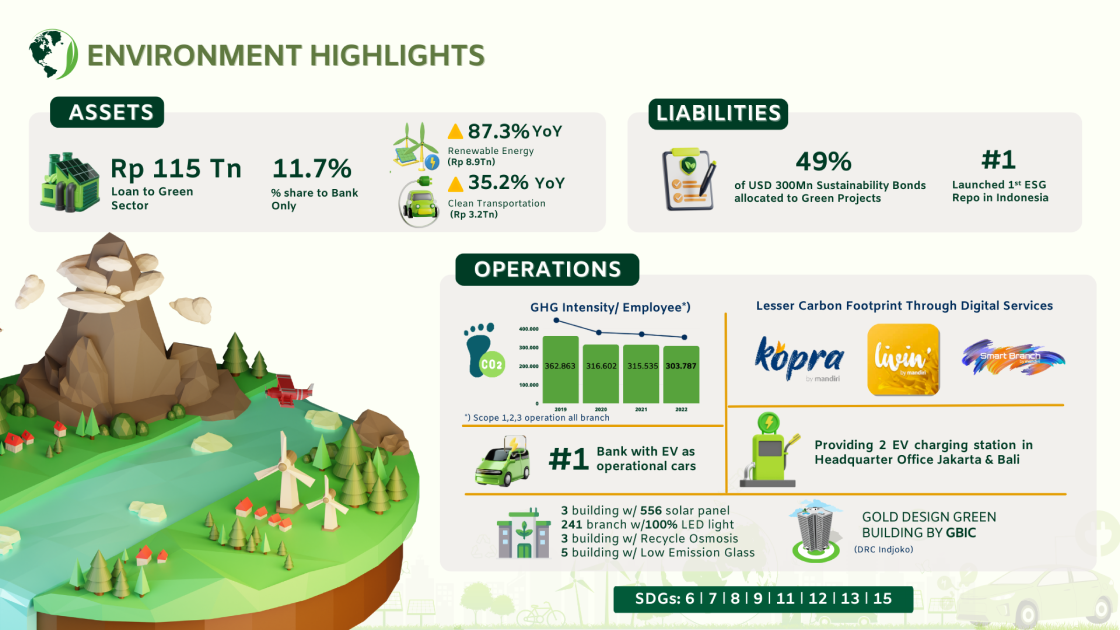 ENVIRONMENT HIGHLIGHTS
ASSETS
Rp 115 Tn
Loan to Green
Sector
11.7%
% share to Bank
Only
87.3% YoY
Renewable Energy
(Rp 8.9Tn)
35.2% YoY
Clean Transportation
(Rp 3.2Tn)
LIABILITIES
49%
of USD 300Mn Sustainability Bonds
allocated to Green Projects
#1
Launched 1st ESG
Repo in Indonesia
OPERATIONS
GHG Intensity/ Employee*)
CO2
400.000
300.000
200.000
100.000
0
362.863 316.602 315.535 303.787
2019 2020 2021 2022
*) Scope 1,2,3 operation all branch
Lesser Carbon Footprint Through Digital Services
kopra
by mandiri
livin'
by mandiri
Smart Branch
#1
Bank with EV as
operational cars
Providing 2 EV charging station in
Headquarter Office Jakarta & Bali
3 building w/ 556 solar panel
241 branch w/100% LED light
3 building w/ Recycle Osmosis
5 building w/ Low Emission Glass
GOLD DESIGN GREEN
BUILDING BY GBIC
(DRC Indjoko)
SDGs: 6 | 7 | 8 | 9 | 11 | 12 | 13 | 15